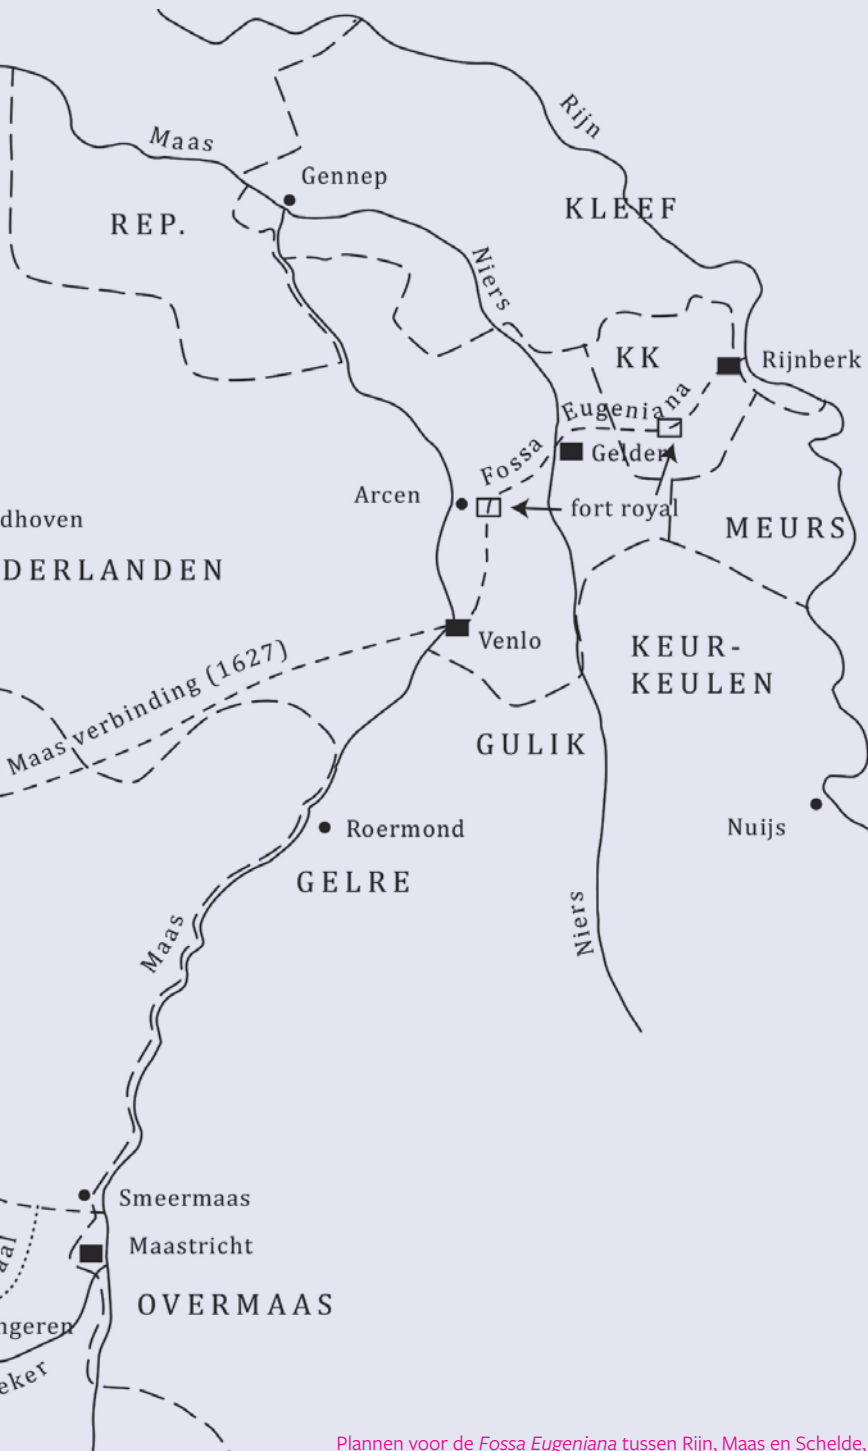 Rijn
Maas
Gennep
KLEEF
REP.
Niers
KK
Rijnberk
Eugeniana
Fossa
Gelder
Arcen
fort royal
dhoven
MEURS
DERLANDEN
Venlo
KEUR-
KEULEN
Maas verbinding (1627)
GULIK
Roermond
Nuijs
GELRE
Niers
Maas
Smeermaas
Maastricht
aal
OVERMAAS
ngeren
eker
Plannen voor de Fossa Eugeniana tussen Rijn, Maas en Schelde.